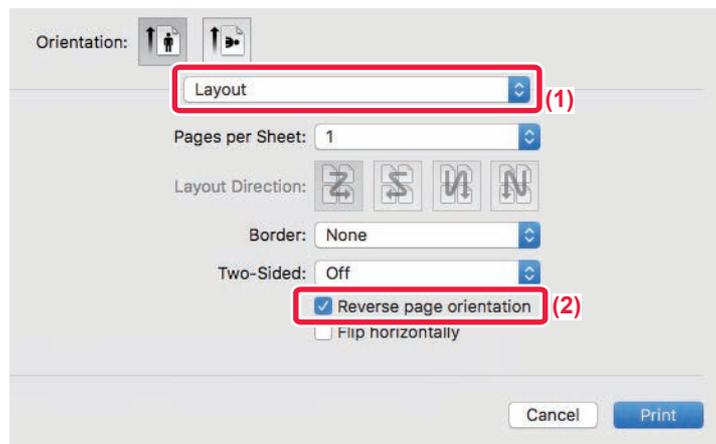 Orientation:
Layout
(1)
Pages per Sheet: 1
Layout Direction:
Border: None
Two-Sided: Off
Reverse page orientation (2)
Flip horizontally
Cancel Print